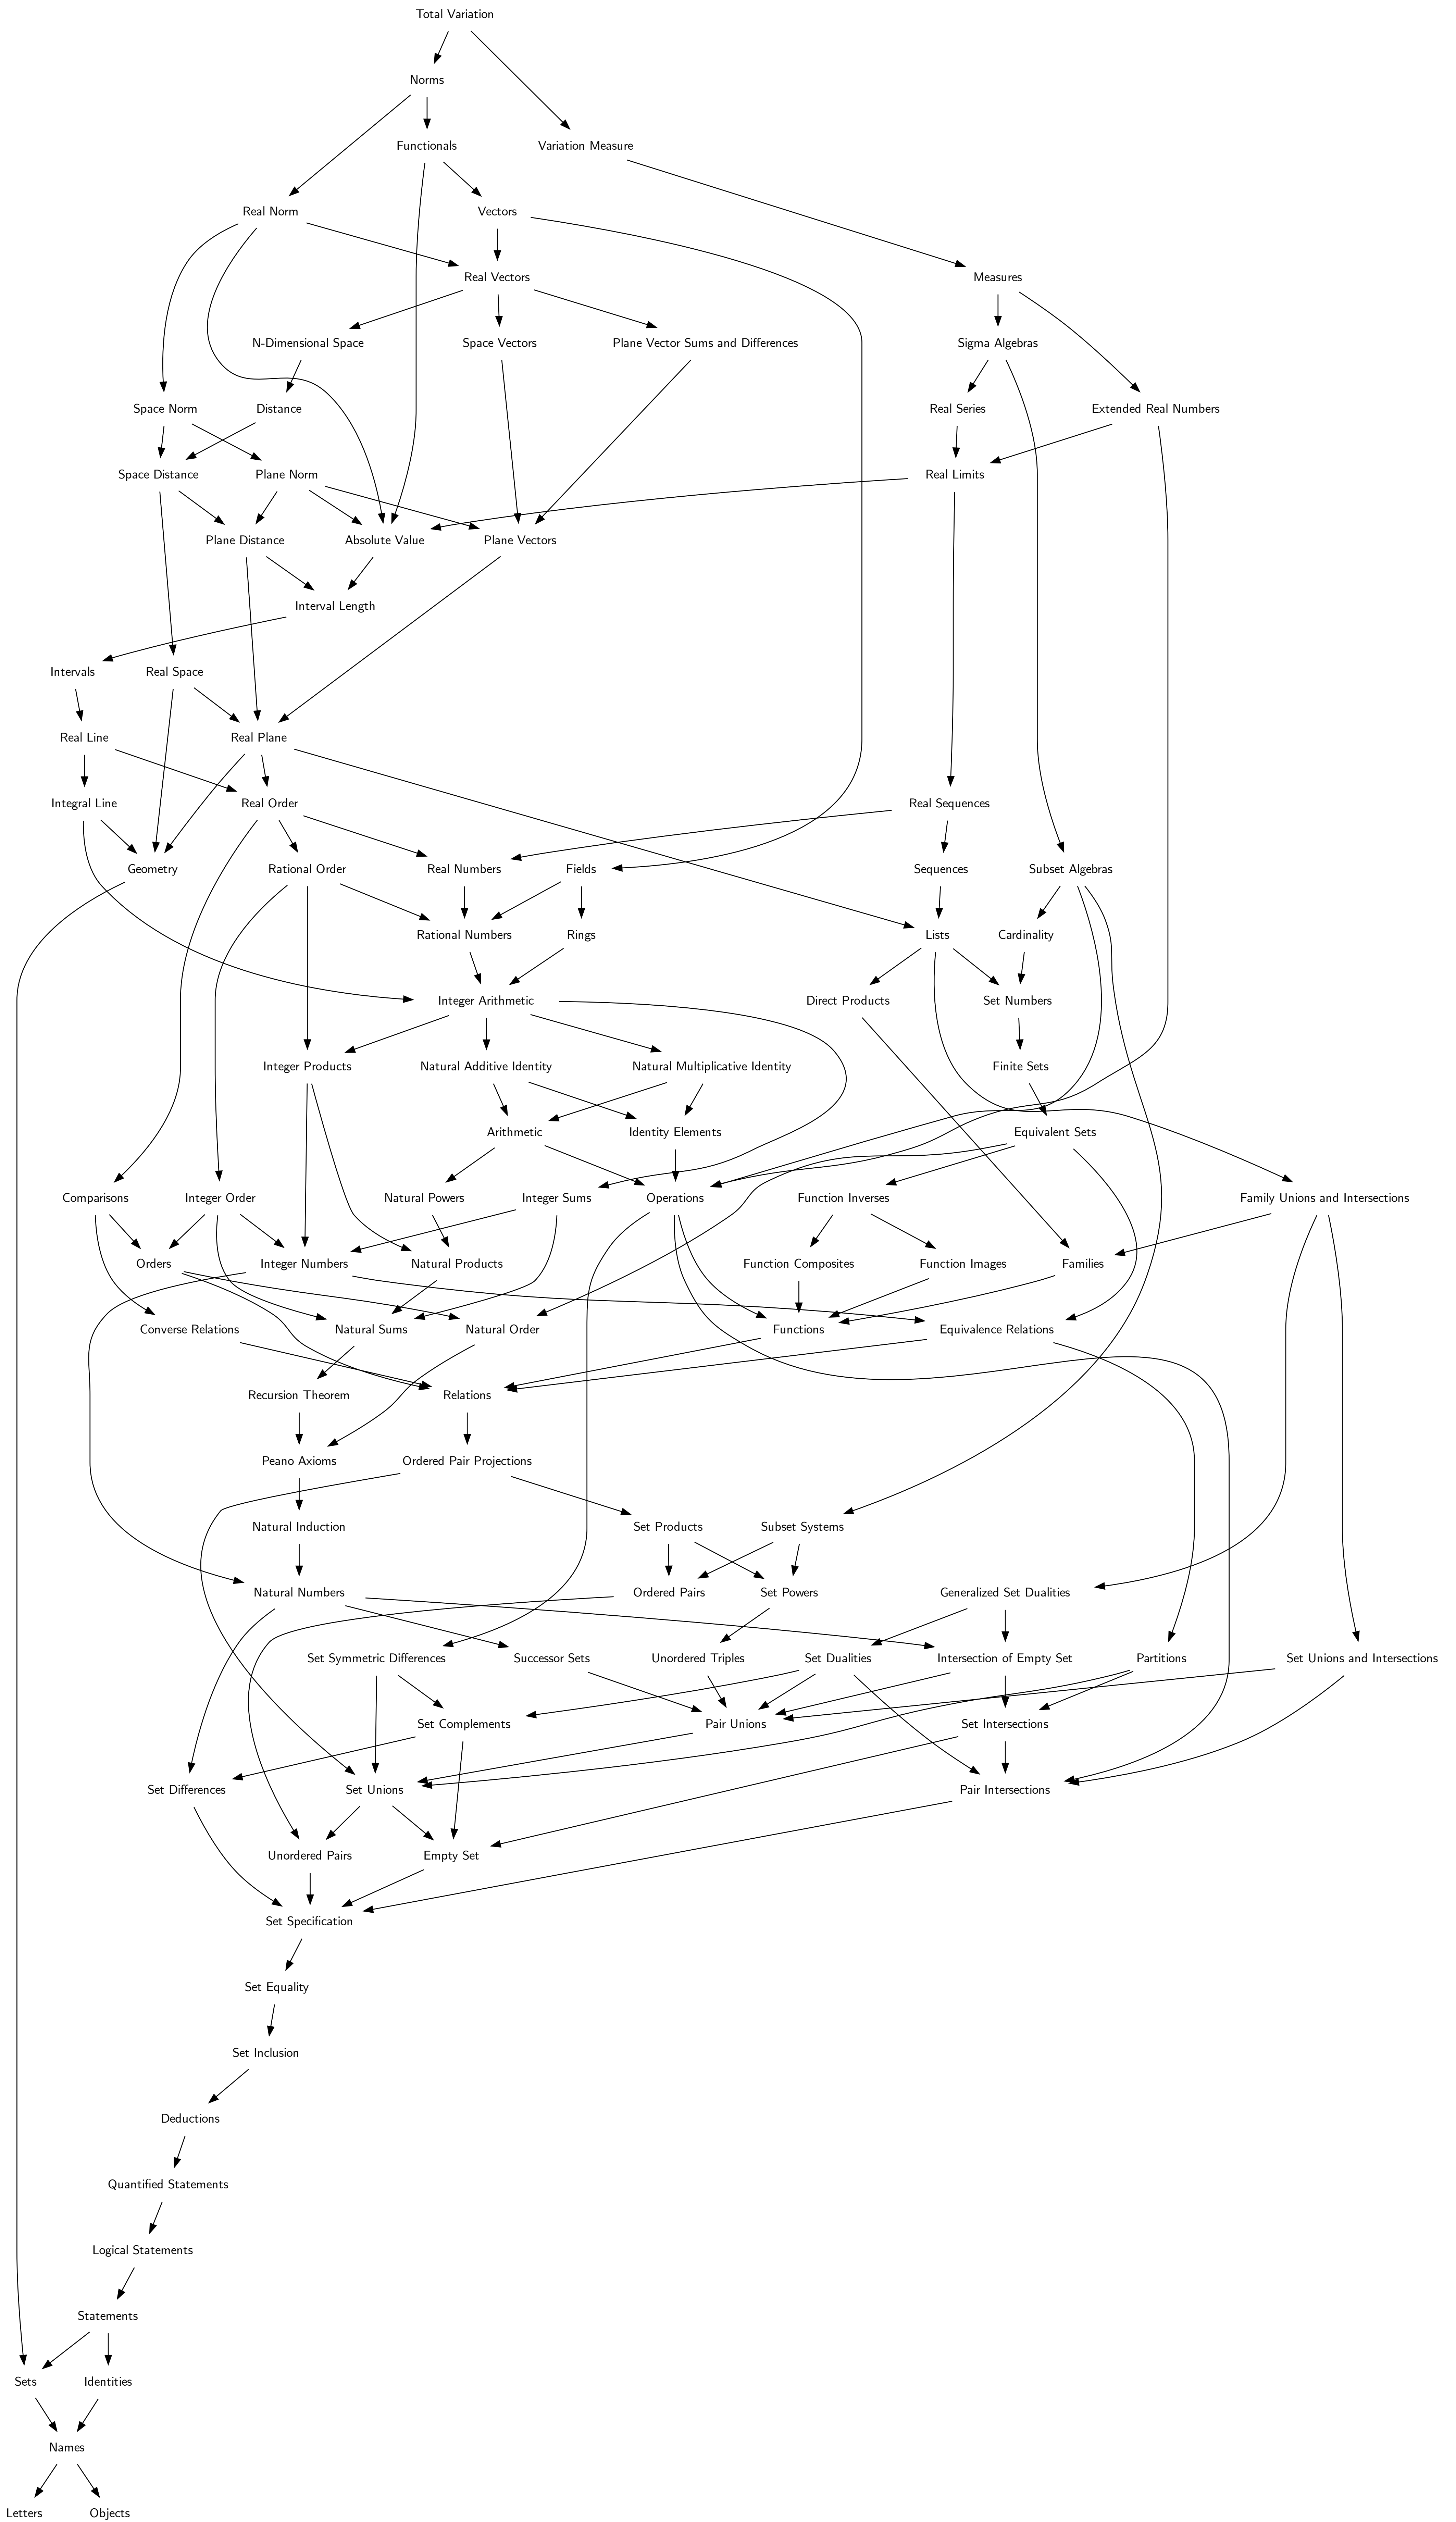 Total Variation
Norms
Functionals
Variation Measure
Real Norm
Vectors
Real Vectors
Measures
N-Dimensional Space
Space Vectors
Plane Vector Sums and Differences
Sigma Algebras
Space Norm
Distance
Real Series
Extended Real Numbers
Space Distance
Plane Norm
Real Limits
Plane Distance
Absolute Value
Plane Vectors
Interval Length
Intervals
Real Space
Real Line
Real Plane
Integral Line
Real Order
Real Sequences
Geometry
Rational Order
Real Numbers
Fields
Sequences
Subset Algebras
Rational Numbers
Rings
Lists
Cardinality
Integer Arithmetic
Direct Products
Set Numbers
Integer Products
Natural Additive Identity
Natural Multiplicative Identity
Finite Sets
Arithmetic
Identity Elements
Equivalent Sets
Comparisons
Integer Order
Natural Powers
Integer Sums
Operations
Function Inverses
Family Unions and Intersections
Orders
Integer Numbers
Natural Products
Function Composites
Function Images
Families
Converse Relations
Natural Sums
Natural Order
Functions
Equivalence Relations
Recursion Theorem
Relations
Peano Axioms
Ordered Pair Projections
Natural Induction
Set Products
Subset Systems
Natural Numbers
Ordered Pairs
Set Powers
Generalized Set Dualities
Set Symmetric Differences
Successor Sets
Unordered Triples
Set Dualities
Intersection of Empty Set
Partitions
Set Unions and Intersections
Set Complements
Pair Unions
Set Intersections
Set Differences
Set Unions
Pair Intersections
Unordered Pairs
Empty Set
Set Specification
Set Equality
Set Inclusion
Deductions
Quantified Statements
Logical Statements
Statements
Sets
Identities
Names
Letters
Objects